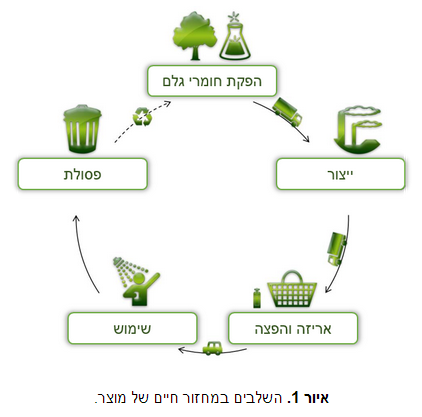 הפקת חומרי גלם
ייצור
אריזה והפצה
שימוש
פסולת
איור 1. השלבים במחזור חיים של מוצר.